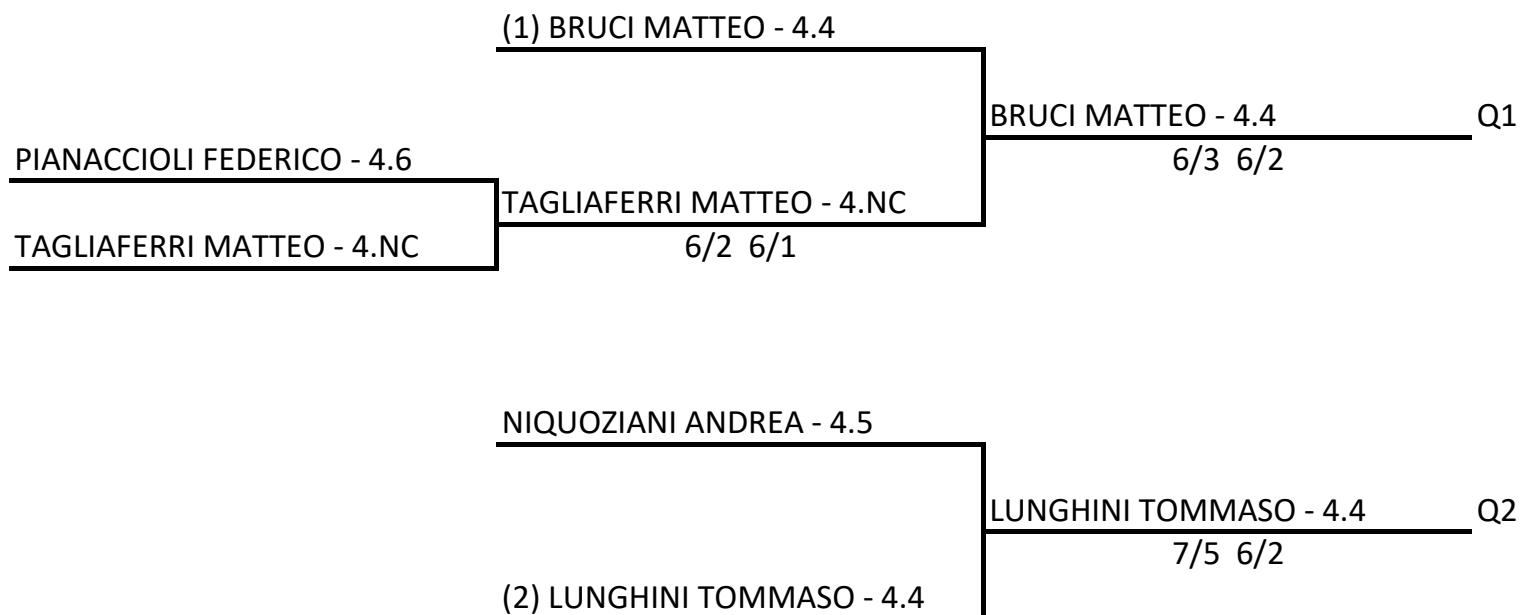 (1) BRUCI MATTEO - 4.4
BRUCI MATTEO - 4.4 Q1
PIANACCIOLI FEDERICO - 4.6
6/3 6/2
TAGLIAFERRI MATTEO - 4.NC
TAGLIAFERRI MATTEO - 4.NC
6/2 6/1
NIQUOZIANI ANDREA - 4.5
LUNGHINI TOMMASO - 4.4 Q2
7/5 6/2
(2) LUNGHINI TOMMASO - 4.4